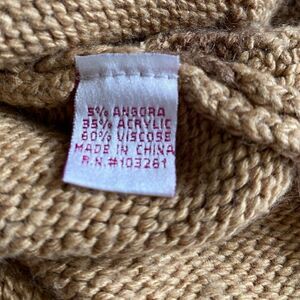 5% ANGORA
35% ACRYLIC
60% VISCOSE
MADE IN CHINA
R.N.#103261